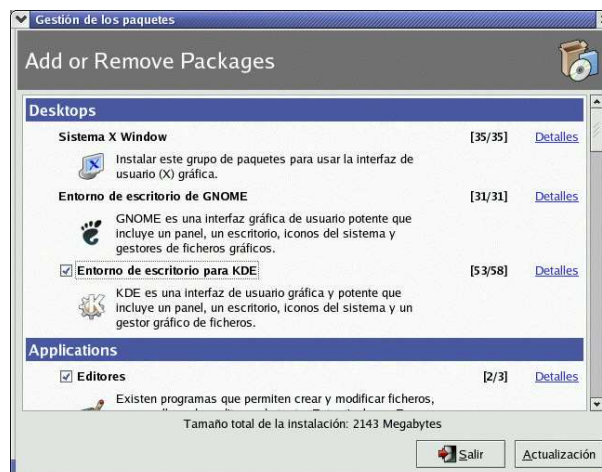 Gestión de los paquetes
Add or Remove Packages
Desktops
Sistema X Window [35/35] Detalles
Instalar este grupo de paquetes para usar la interfaz de
usuario (X) gráfica.
Entorno de escritorio de GNOME [31/31] Detalles
GNOME es una interfaz gráfica de usuario potente que
incluye un panel, un escritorio, iconos del sistema y
gestores de ficheros gráficos.
Entorno de escritorio para KDE [53/58] Detalles
KDE es una interfaz de usuario gráfica y potente que
incluye un panel, un escritorio, iconos del sistema y un
gestor gráfico de ficheros.
Applications
Editores [2/3] Detalles
Existen programas que permiten crear y modificar ficheros,
Tamaño total de la instalación: 2143 Megabytes
Salir Actualización